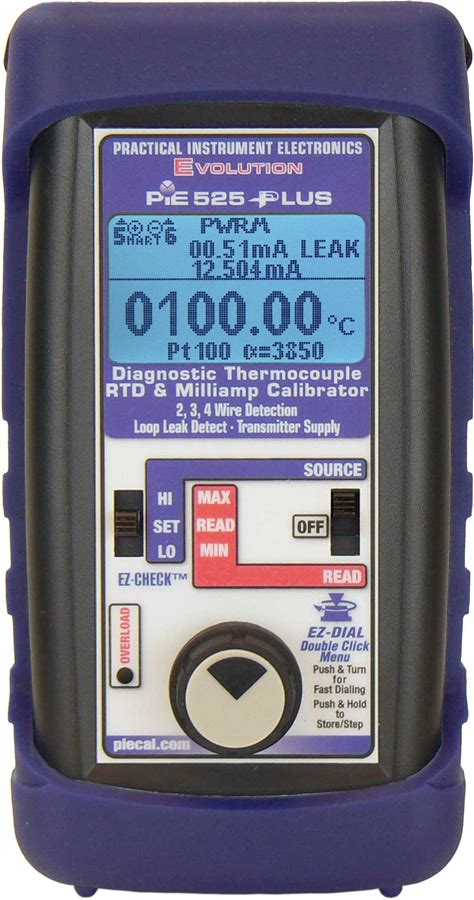 PRACTICAL INSTRUMENT ELECTRONICS
EVOLUTION
PiE 525 PLUS
SMART 6 PWRM
00.51mA LEAK
12.504mA
0100.00 °C
Pt100 α=3850
Diagnostic Thermocouple
RTD & Milliamp Calibrator
2, 3, 4 Wire Detection
Loop Leak Detect · Transmitter Supply
SOURCE
HI MAX
SET READ OFF
LO MIN
EZ-CHECK™ READ
OVERLOAD
EZ-DIAL
Double Click
Menu
Push & Turn
for
Fast Dialing
Push & Hold
to
Store/Step
piecal.com